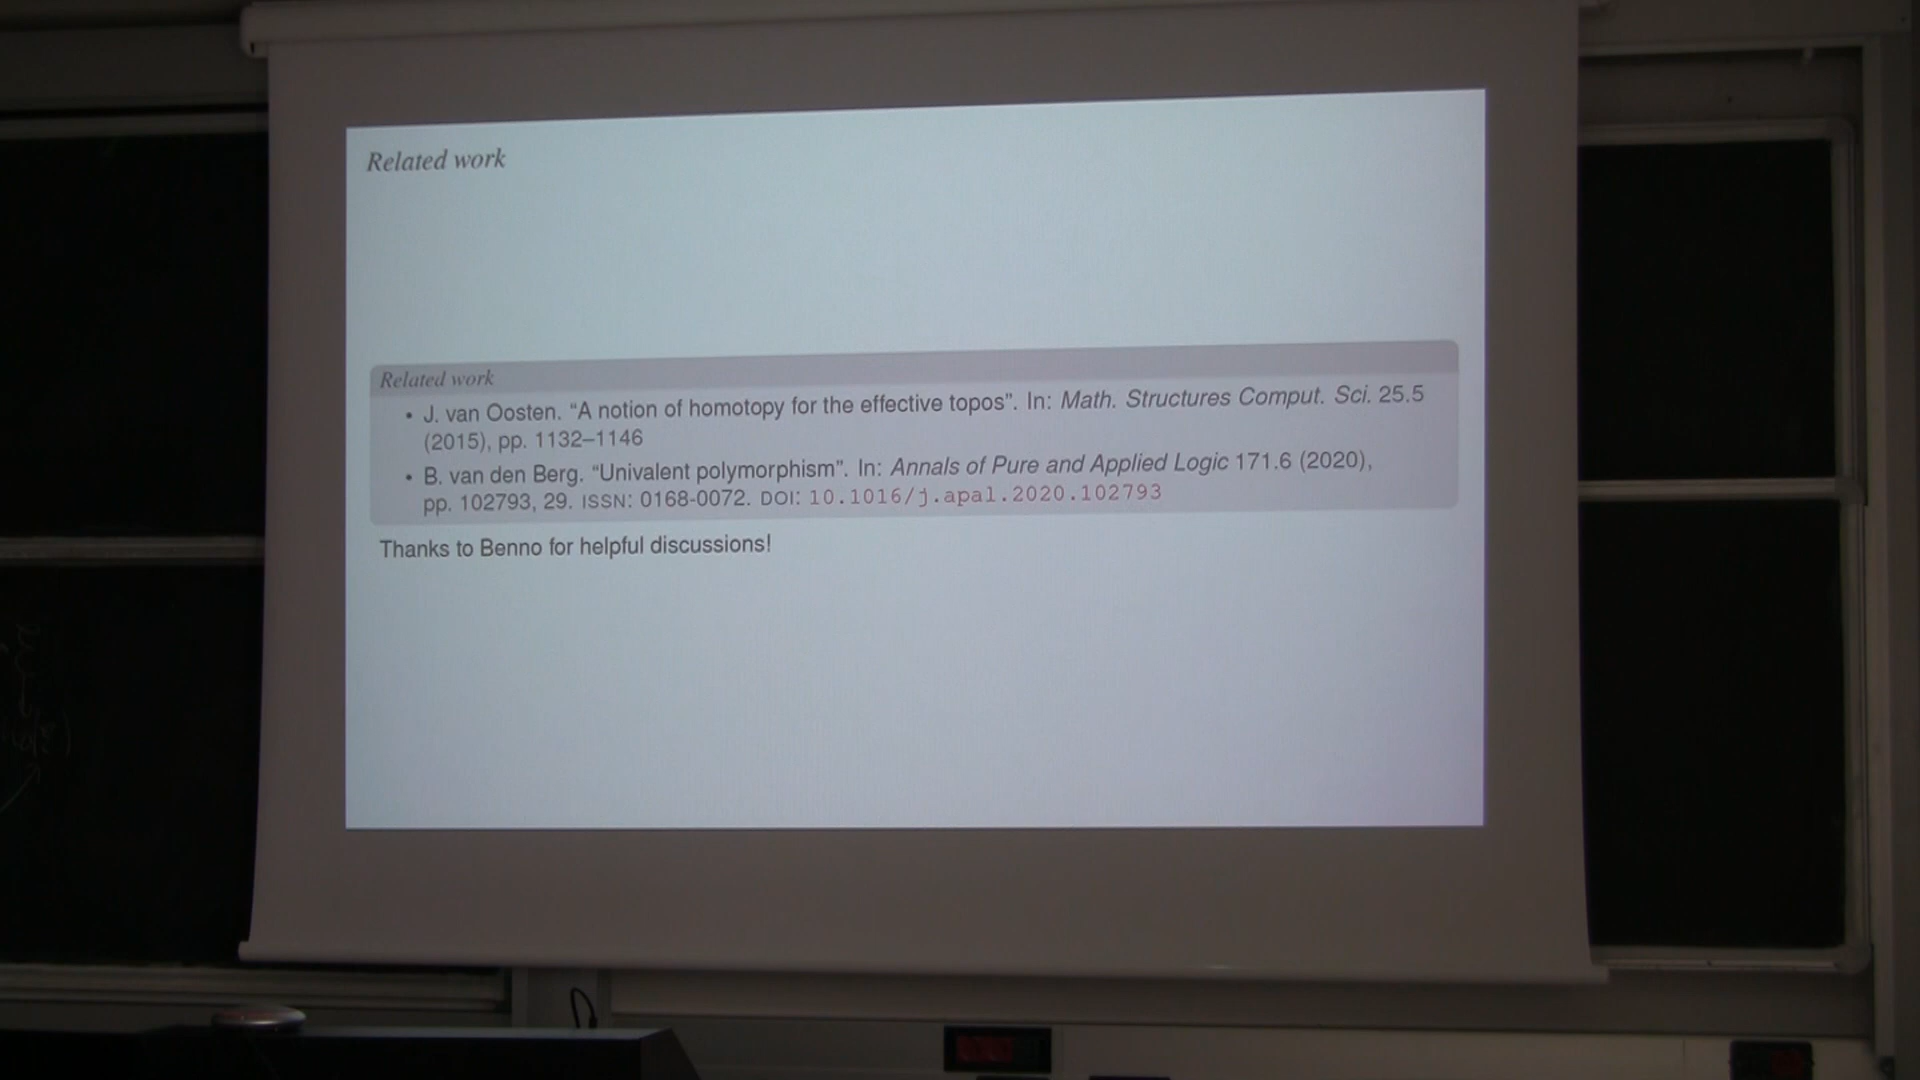 Related work
Related work
• J. van Oosten. “A notion of homotopy for the effective topos”. In: Math. Structures Comput. Sci. 25.5
(2015), pp. 1132–1146
• B. van den Berg. “Univalent polymorphism”. In: Annals of Pure and Applied Logic 171.6 (2020),
pp. 102793, 29. ISSN: 0168-0072. DOI: 10.1016/j.apal.2020.102793
Thanks to Benno for helpful discussions!